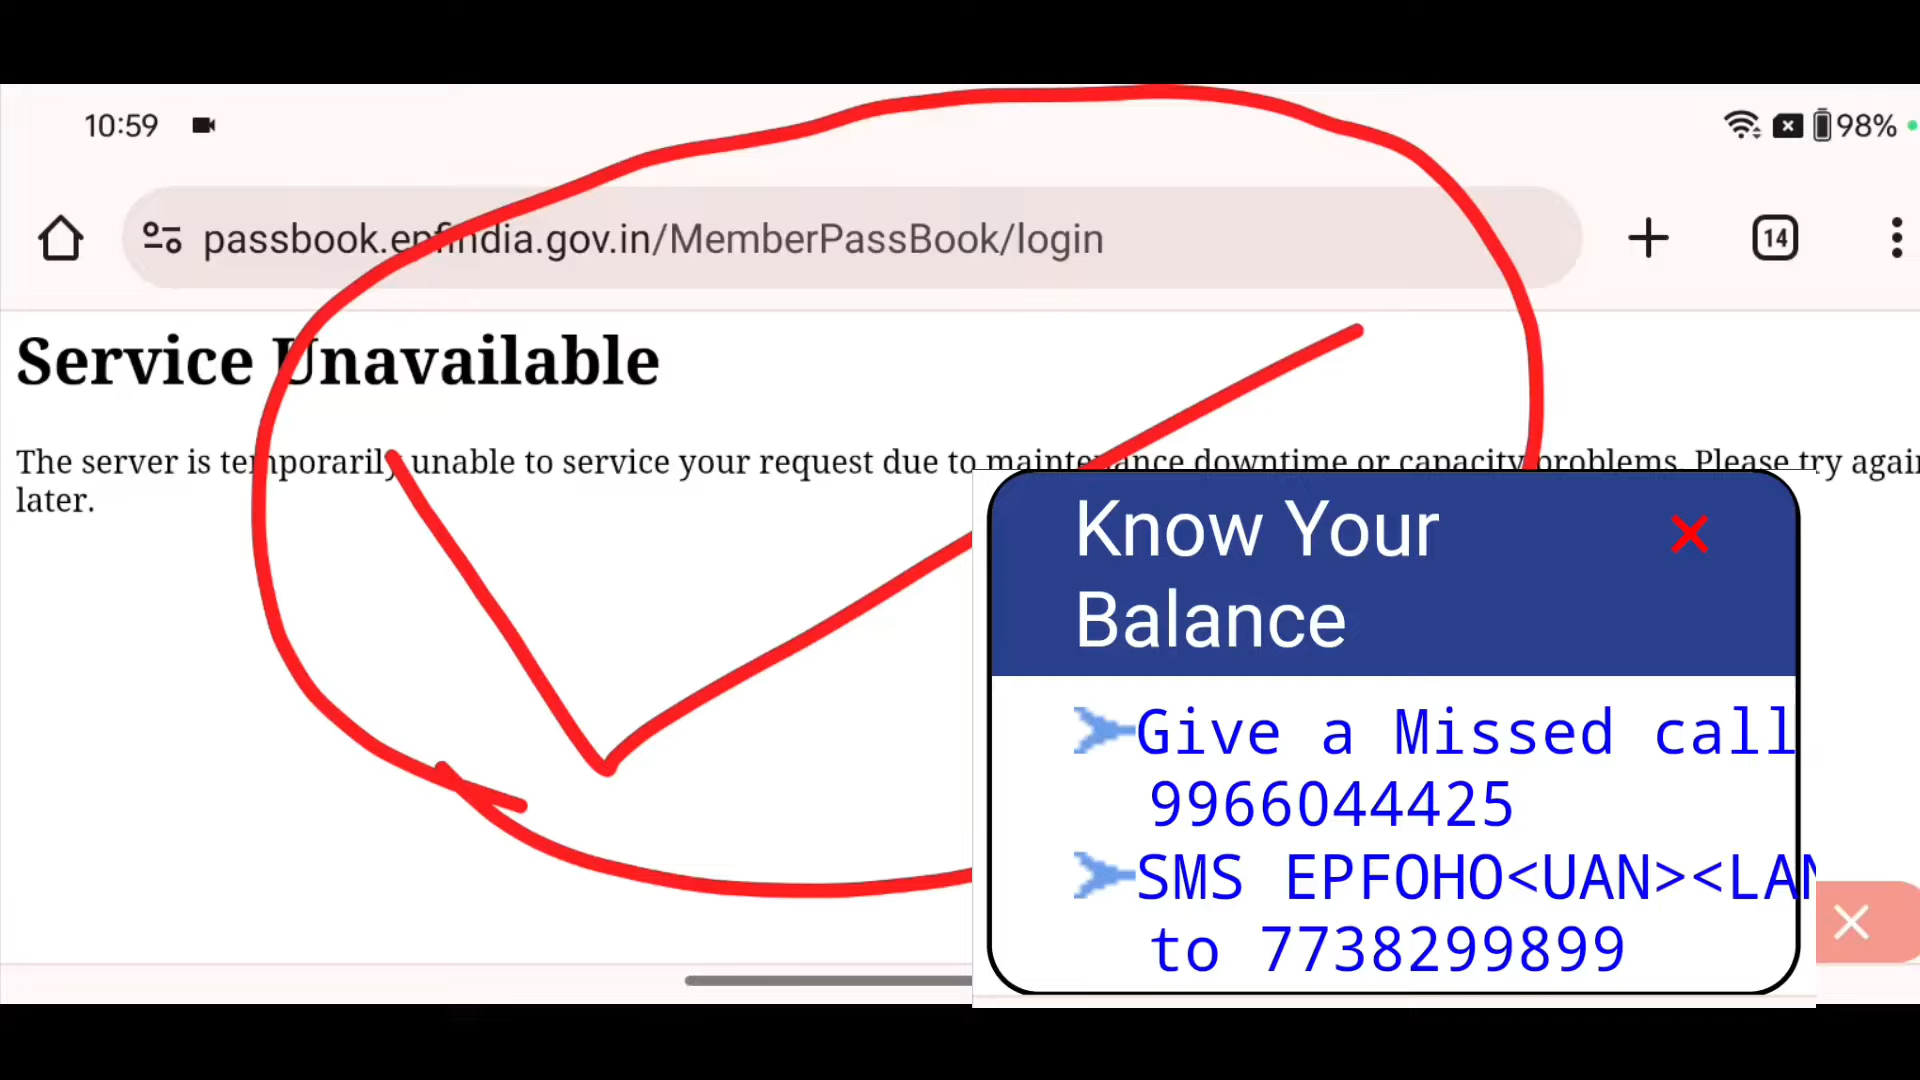 10:59
98%
passbook.epfindia.gov.in/MemberPassBook/login
14
Service Unavailable
The server is temporarily unable to service your request due to maintenance downtime or capacity problems. Please try again
later.
Know Your
Balance
Give a Missed call
9966044425
SMS EPFOHO<UAN><LAN
to 7738299899